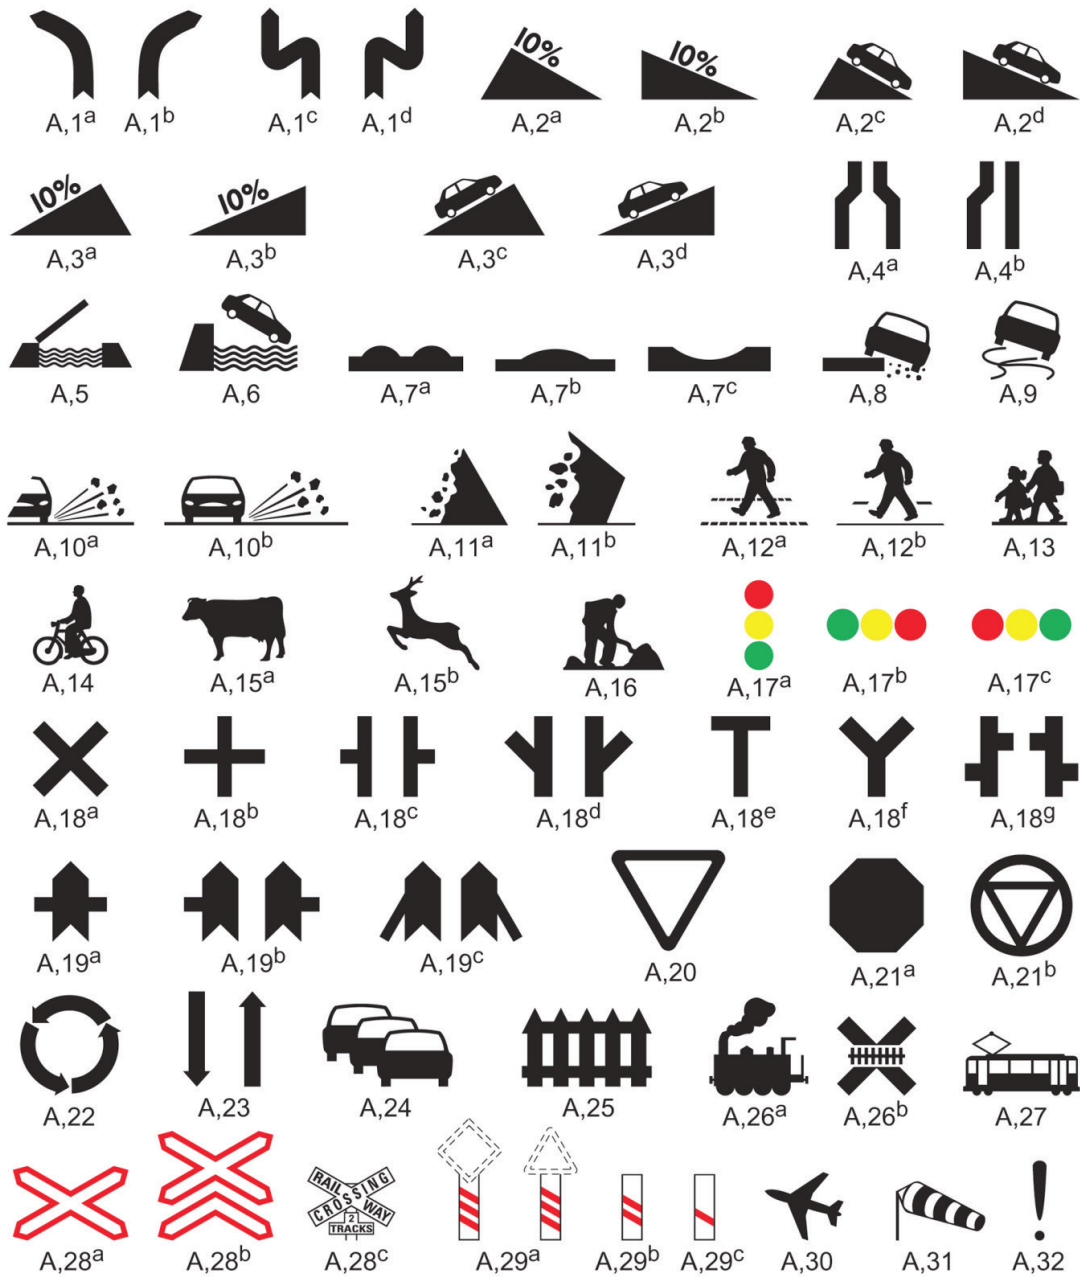 10% 10%
A,1a A,1b A,1c A,1d A,2a A,2b A,2c A,2d
10% 10%
A,3a A,3b A,3c A,3d A,4a A,4b
A,5 A,6 A,7a A,7b A,7c A,8 A,9
A,10a A,10b A,11a A,11b A,12a A,12b A,13
A,14 A,15a A,15b A,16 A,17a A,17b A,17c
A,18a A,18b A,18c A,18d A,18e A,18f A,18g
A,19a A,19b A,19c A,20 A,21a A,21b
A,22 A,23 A,24 A,25 A,26a A,26b A,27
RAIL WAY
CROSSING
2
TRACKS
A,28a A,28b A,28c A,29a A,29b A,29c A,30 A,31 A,32